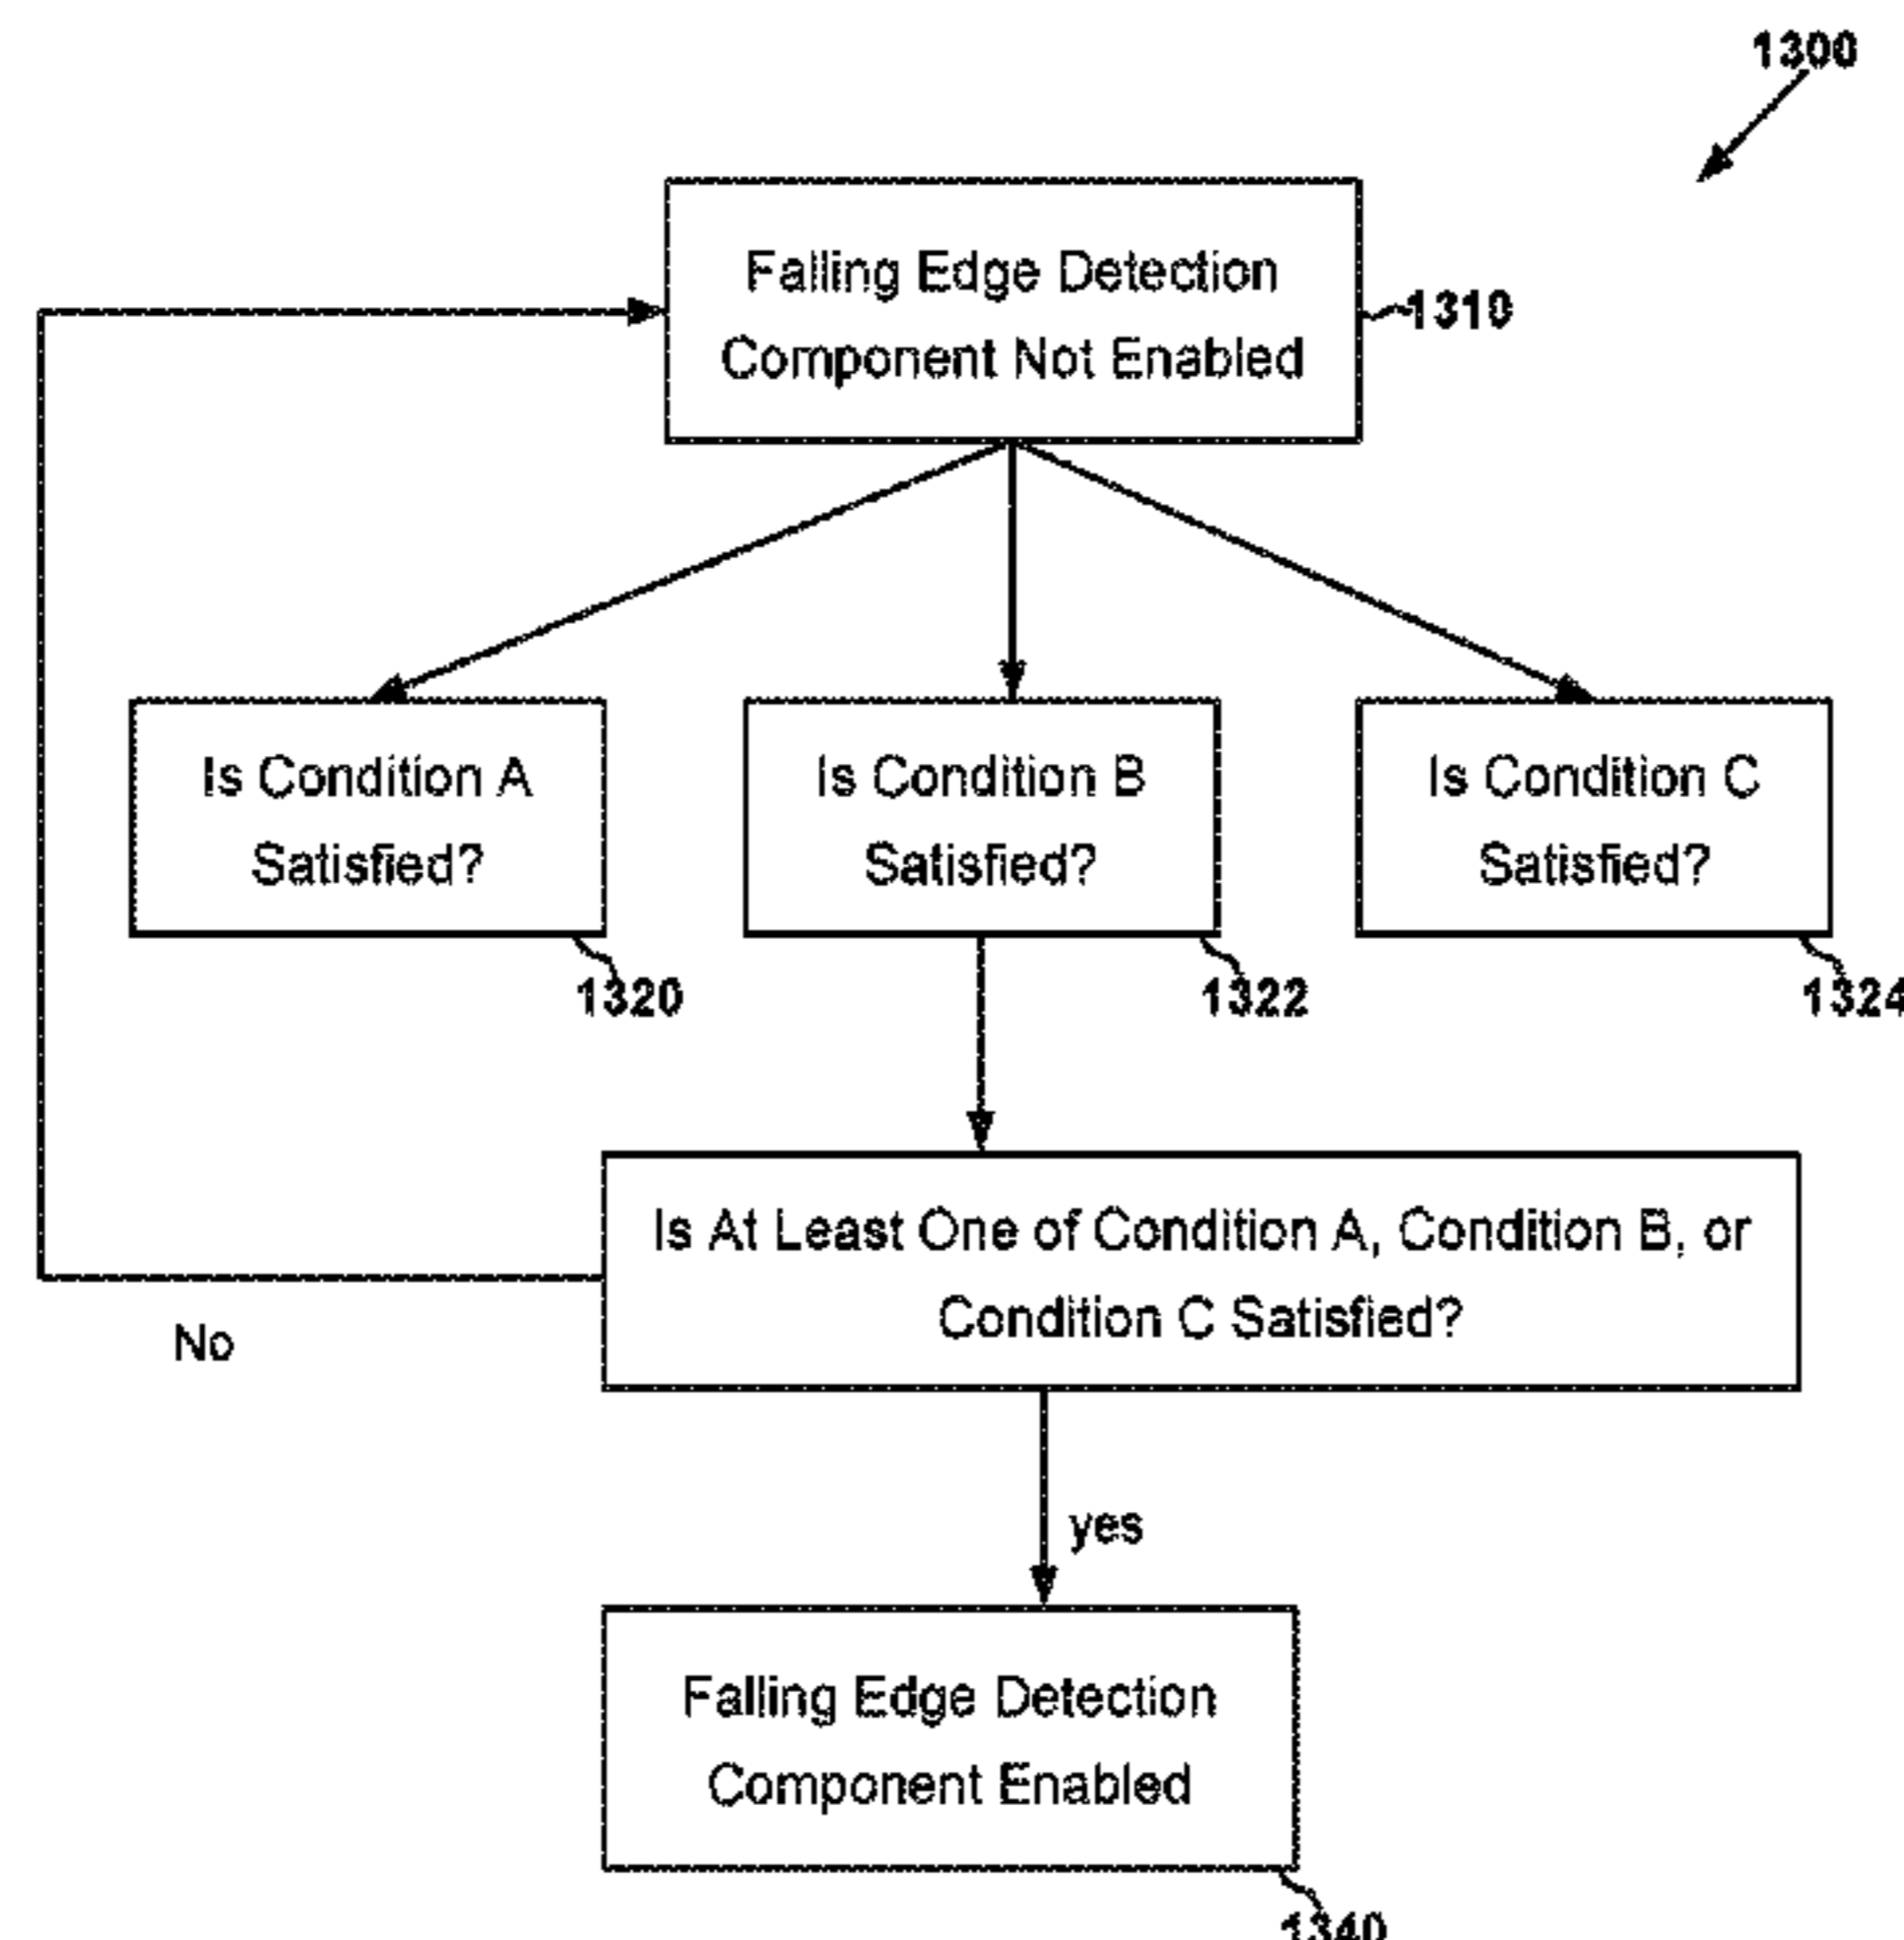 1300
Falling Edge Detection
Component Not Enabled
1310
Is Condition A
Satisfied?
1320
Is Condition B
Satisfied?
1322
Is Condition C
Satisfied?
1324
Is At Least One of Condition A, Condition B, or
Condition C Satisfied?
No
yes
Falling Edge Detection
Component Enabled
1340